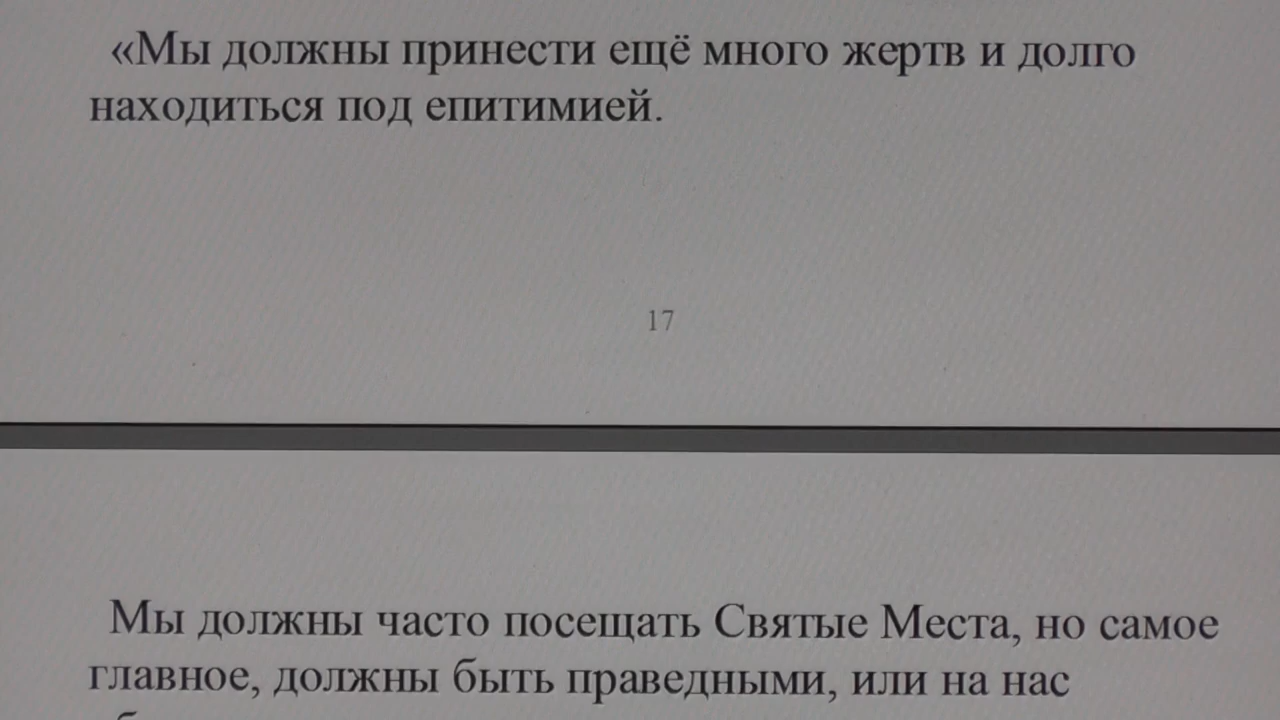 «Мы должны принести ещё много жертв и долго
находиться под епитимией.
17
Мы должны часто посещать Святые Места, но самое
главное, должны быть праведными, или на нас